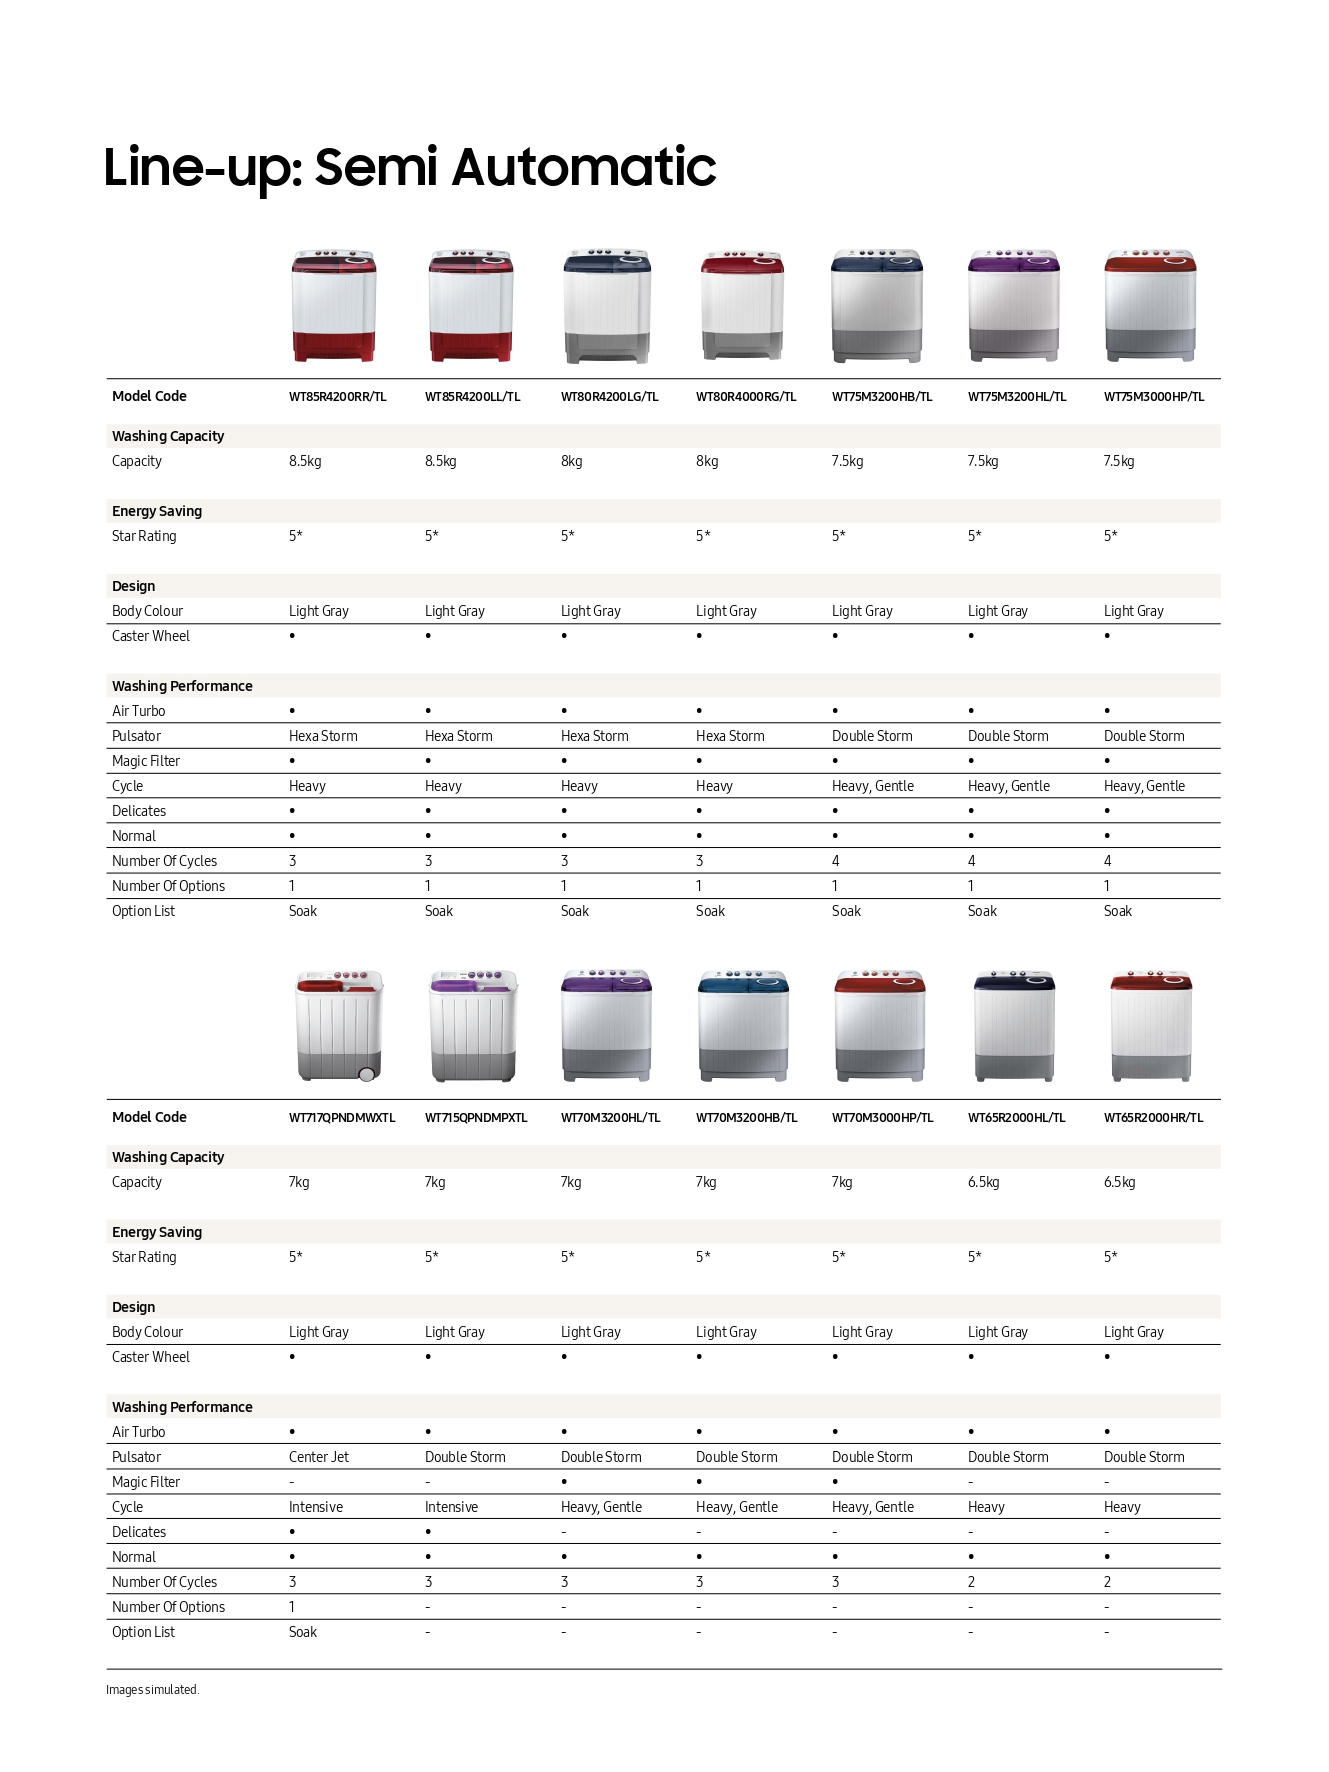 Line-up: Semi Automatic
Model Code WT85R4200RR/TL WT85R4200LL/TL WT80R4200LG/TL WT80R4000RG/TL WT75M3200HB/TL WT75M3200HL/TL WT75M3000HP/TL
Washing Capacity
Capacity 8.5kg 8.5kg 8kg 8kg 7.5kg 7.5kg 7.5kg
Energy Saving
Star Rating 5* 5* 5* 5* 5* 5* 5*
Design
Body Colour Light Gray Light Gray Light Gray Light Gray Light Gray Light Gray Light Gray
Caster Wheel • • • • • • •
Washing Performance
Air Turbo • • • • • • •
Pulsator Hexa Storm Hexa Storm Hexa Storm Hexa Storm Double Storm Double Storm Double Storm
Magic Filter • • • • • • •
Cycle Heavy Heavy Heavy Heavy Heavy, Gentle Heavy, Gentle Heavy, Gentle
Delicates • • • • • • •
Normal • • • • • • •
Number Of Cycles 3 3 3 3 4 4 4
Number Of Options 1 1 1 1 1 1 1
Option List Soak Soak Soak Soak Soak Soak Soak
Model Code WT717QPNDMWXTL WT715QPNDMPXTL WT70M3200HL/TL WT70M3200HB/TL WT70M3000HP/TL WT65R2000HL/TL WT65R2000HR/TL
Washing Capacity
Capacity 7kg 7kg 7kg 7kg 7kg 6.5kg 6.5kg
Energy Saving
Star Rating 5* 5* 5* 5* 5* 5* 5*
Design
Body Colour Light Gray Light Gray Light Gray Light Gray Light Gray Light Gray Light Gray
Caster Wheel • • • • • • •
Washing Performance
Air Turbo • • • • • • •
Pulsator Center Jet Double Storm Double Storm Double Storm Double Storm Double Storm Double Storm
Magic Filter - - • • • - -
Cycle Intensive Intensive Heavy, Gentle Heavy, Gentle Heavy, Gentle Heavy Heavy
Delicates • • - - - - -
Normal • • • • • • •
Number Of Cycles 3 3 3 3 3 2 2
Number Of Options 1 - - - - - -
Option List Soak - - - - - -
Images simulated.